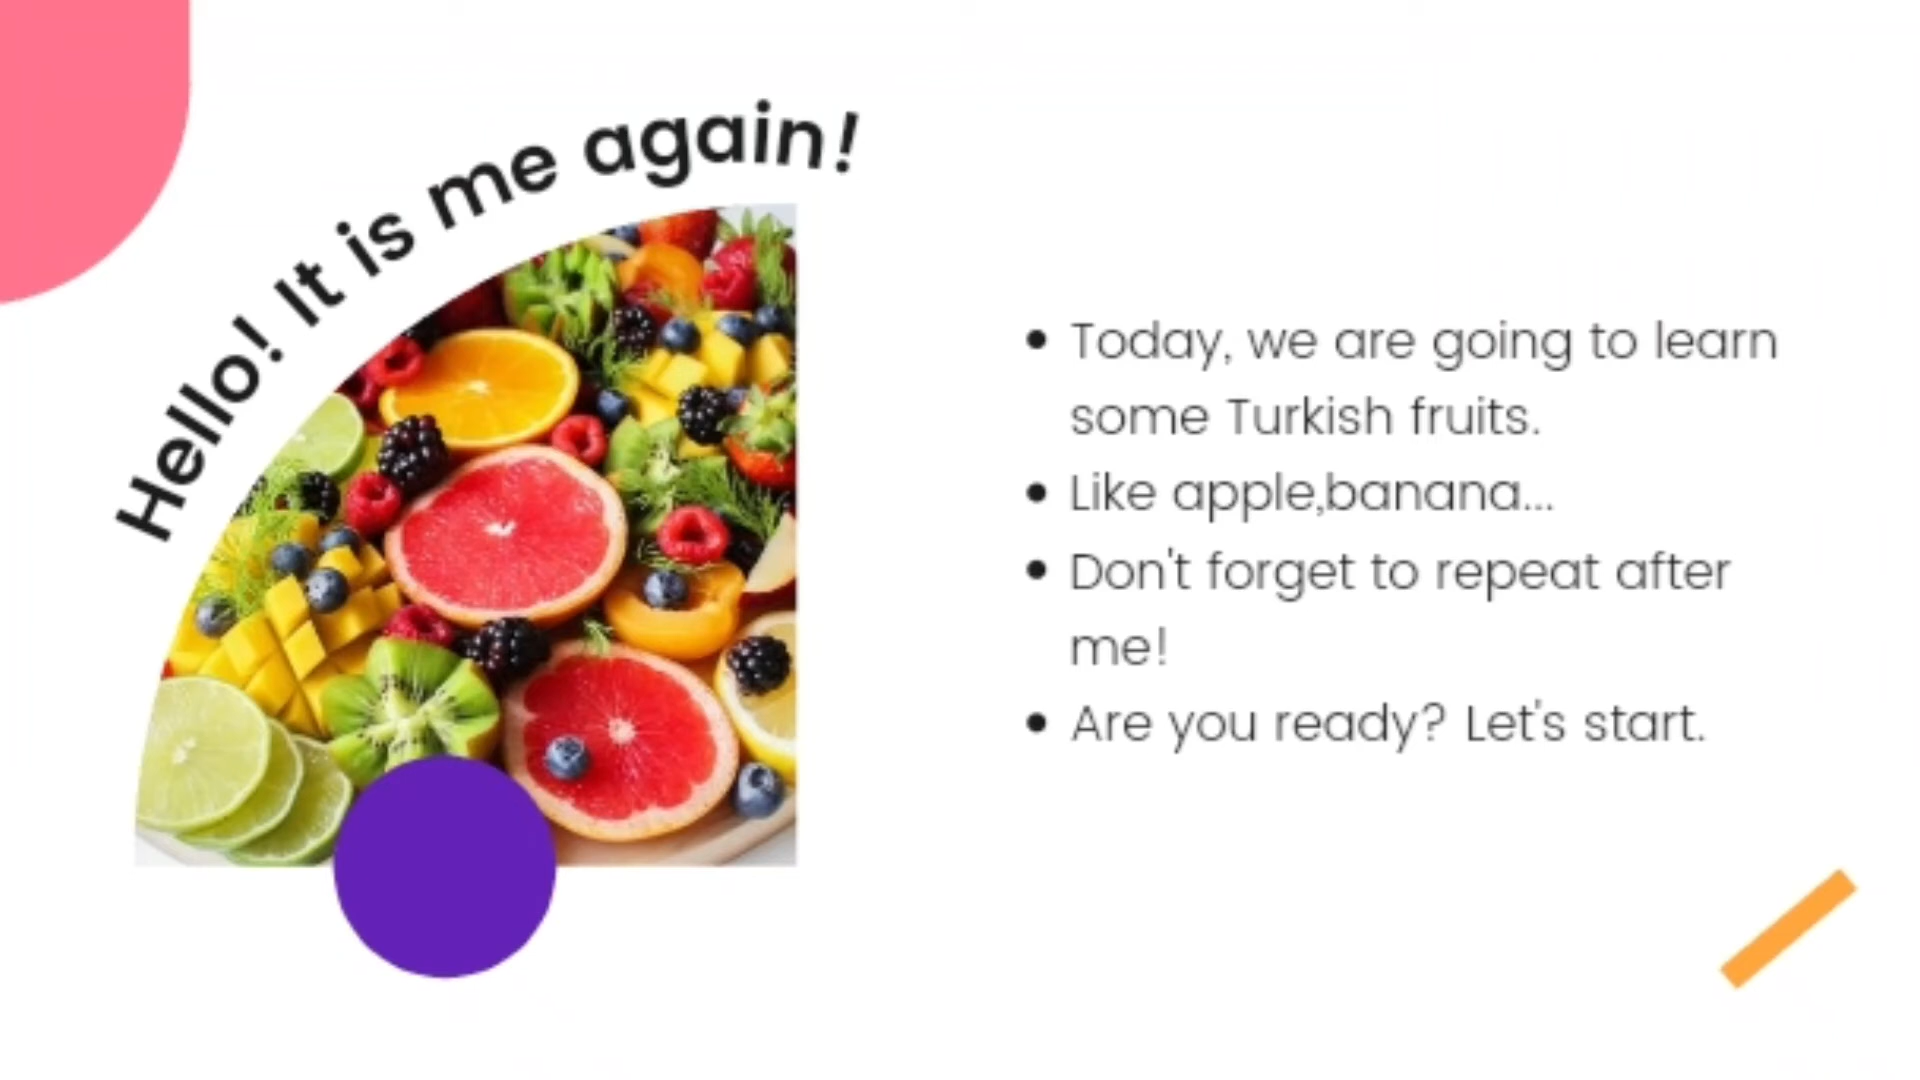 Hello! It is me again!
• Today, we are going to learn
some Turkish fruits.
• Like apple,banana...
• Don't forget to repeat after
me!
• Are you ready? Let's start.